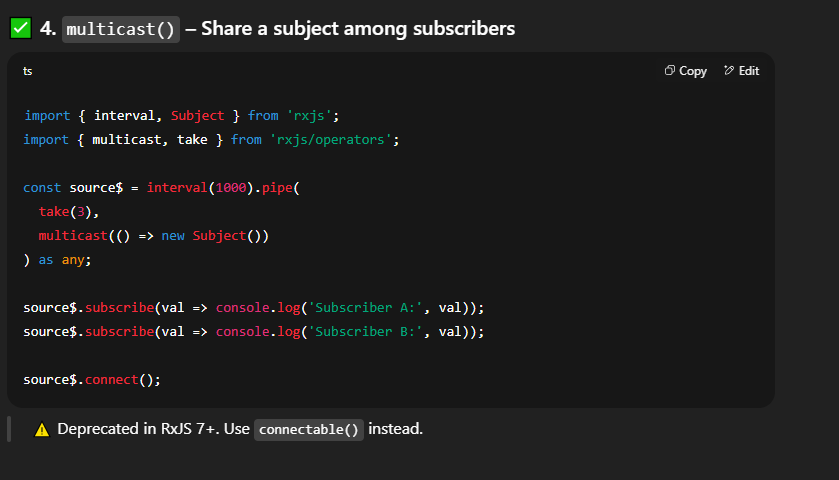 ✅ 4. multicast() – Share a subject among subscribers
ts
Copy
Edit
import { interval, Subject } from 'rxjs';
import { multicast, take } from 'rxjs/operators';
const source$ = interval(1000).pipe(
take(3),
multicast(() => new Subject())
) as any;
source$.subscribe(val => console.log('Subscriber A:', val));
source$.subscribe(val => console.log('Subscriber B:', val));
source$.connect();
⚠️ Deprecated in RxJS 7+. Use connectable() instead.